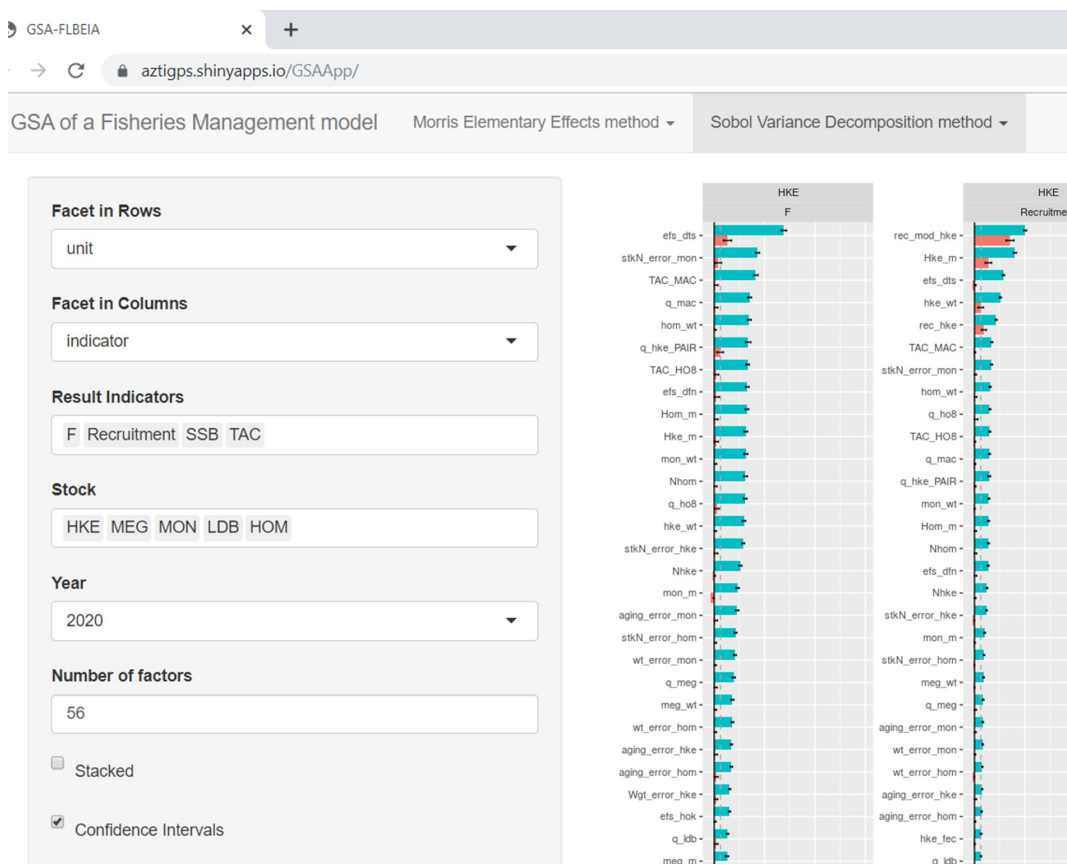 GSA-FLBEIA
aztigps.shinyapps.io/GSAApp/
GSA of a Fisheries Management model Morris Elementary Effects method Sobol Variance Decomposition method
Facet in Rows
unit
Facet in Columns
indicator
Result Indicators
F Recruitment SSB TAC
Stock
HKE MEG MON LDB HOM
Year
2020
Number of factors
56
Stacked
Confidence Intervals
HKE
F
efs_dts
stkN_error_mon
TAC_MAC
q_mac
hom_wt
q_hke_PAIR
TAC_HO8
efs_dfn
Hom_m
Hke_m
mon_wt
Nhom
q_ho8
hke_wt
stkN_error_hke
Nhke
mon_m
aging_error_mon
stkN_error_hom
wt_error_mon
q_meg
meg_wt
wt_error_hom
aging_error_hke
aging_error_hom
Wgt_error_hke
efs_hok
q_ldb
meg_m
HKE
Recruitme
rec_mod_hke
Hke_m
efs_dts
hke_wt
rec_hke
TAC_MAC
stkN_error_mon
hom_wt
q_ho8
TAC_HO8
q_mac
q_hke_PAIR
mon_wt
Hom_m
Nhom
efs_dfn
Nhke
stkN_error_hke
mon_m
stkN_error_hom
meg_wt
q_meg
aging_error_mon
wt_error_mon
wt_error_hom
aging_error_hke
aging_error_hom
hke_fec
q_ldb